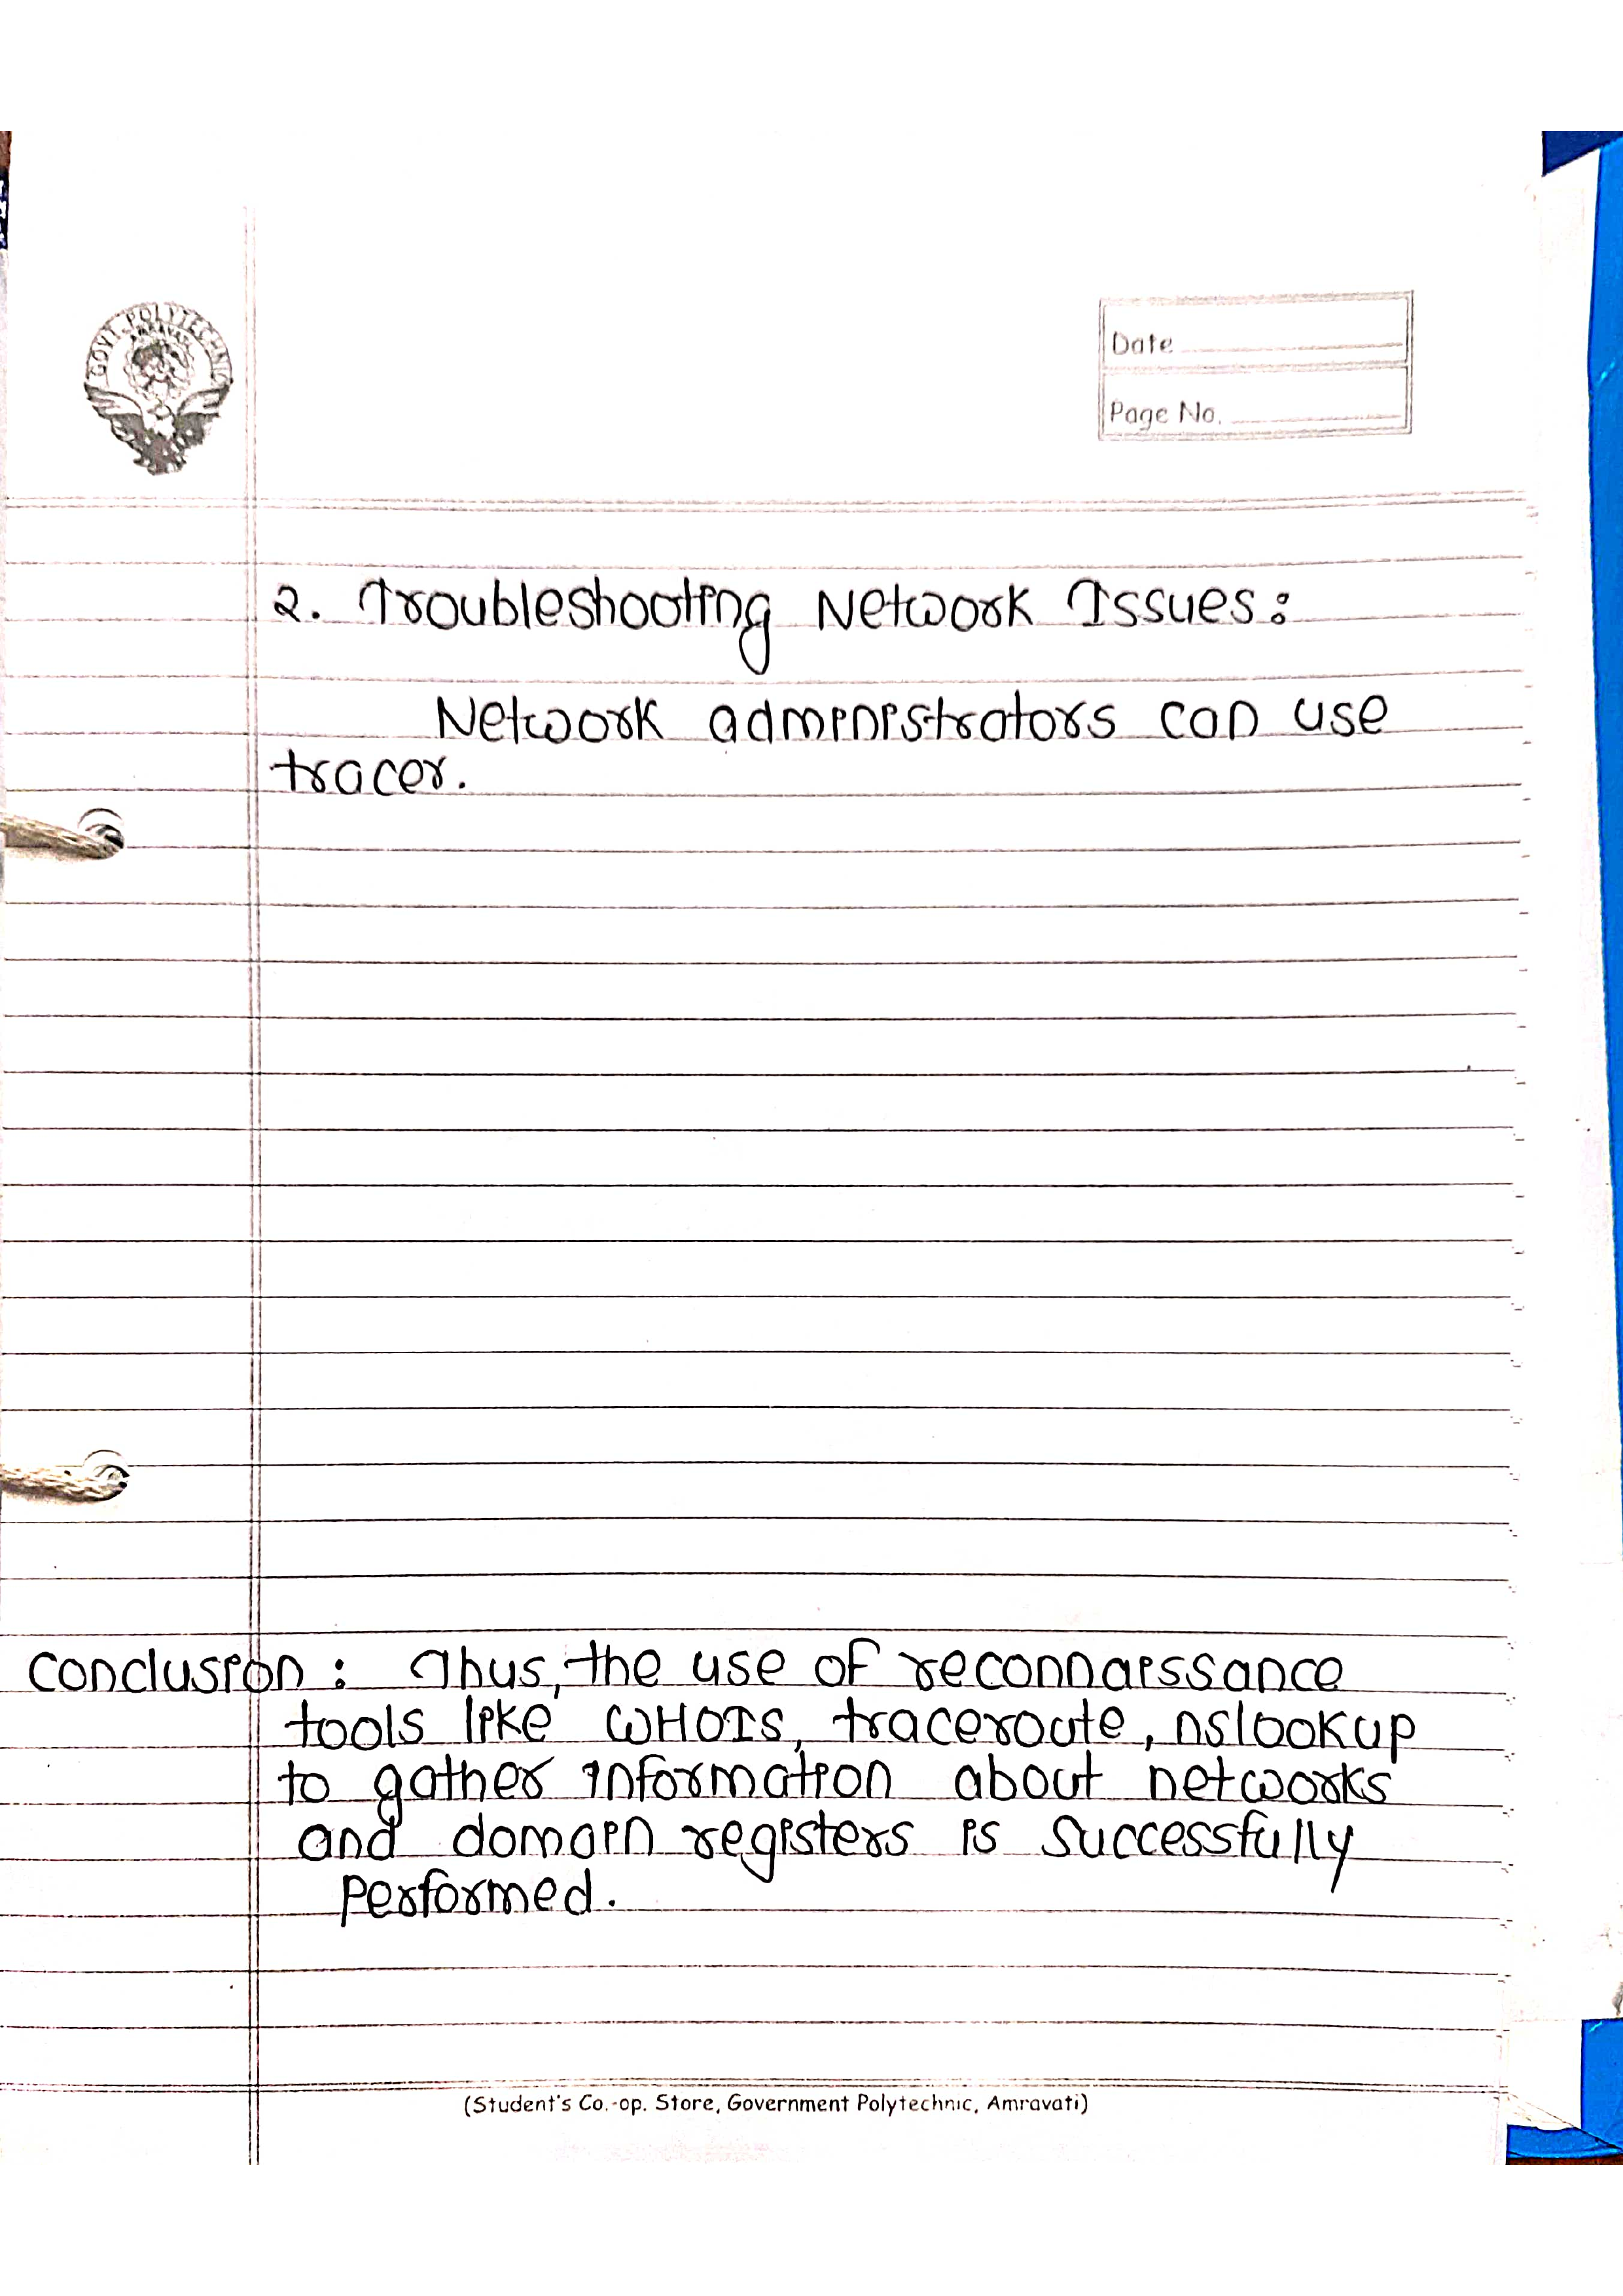 GOVT. POLYTECHNIC
AMRAVATI
Date
Page No.
2. Troubleshooting Network Issues:
Network administrators can use
tracer.
Conclusion : Thus, the use of reconnaissance
tools like WHOIS, traceroute, nslookup
to gather information about networks
and domain registers is successfully
performed.
(Student's Co.-op. Store, Government Polytechnic, Amravati)